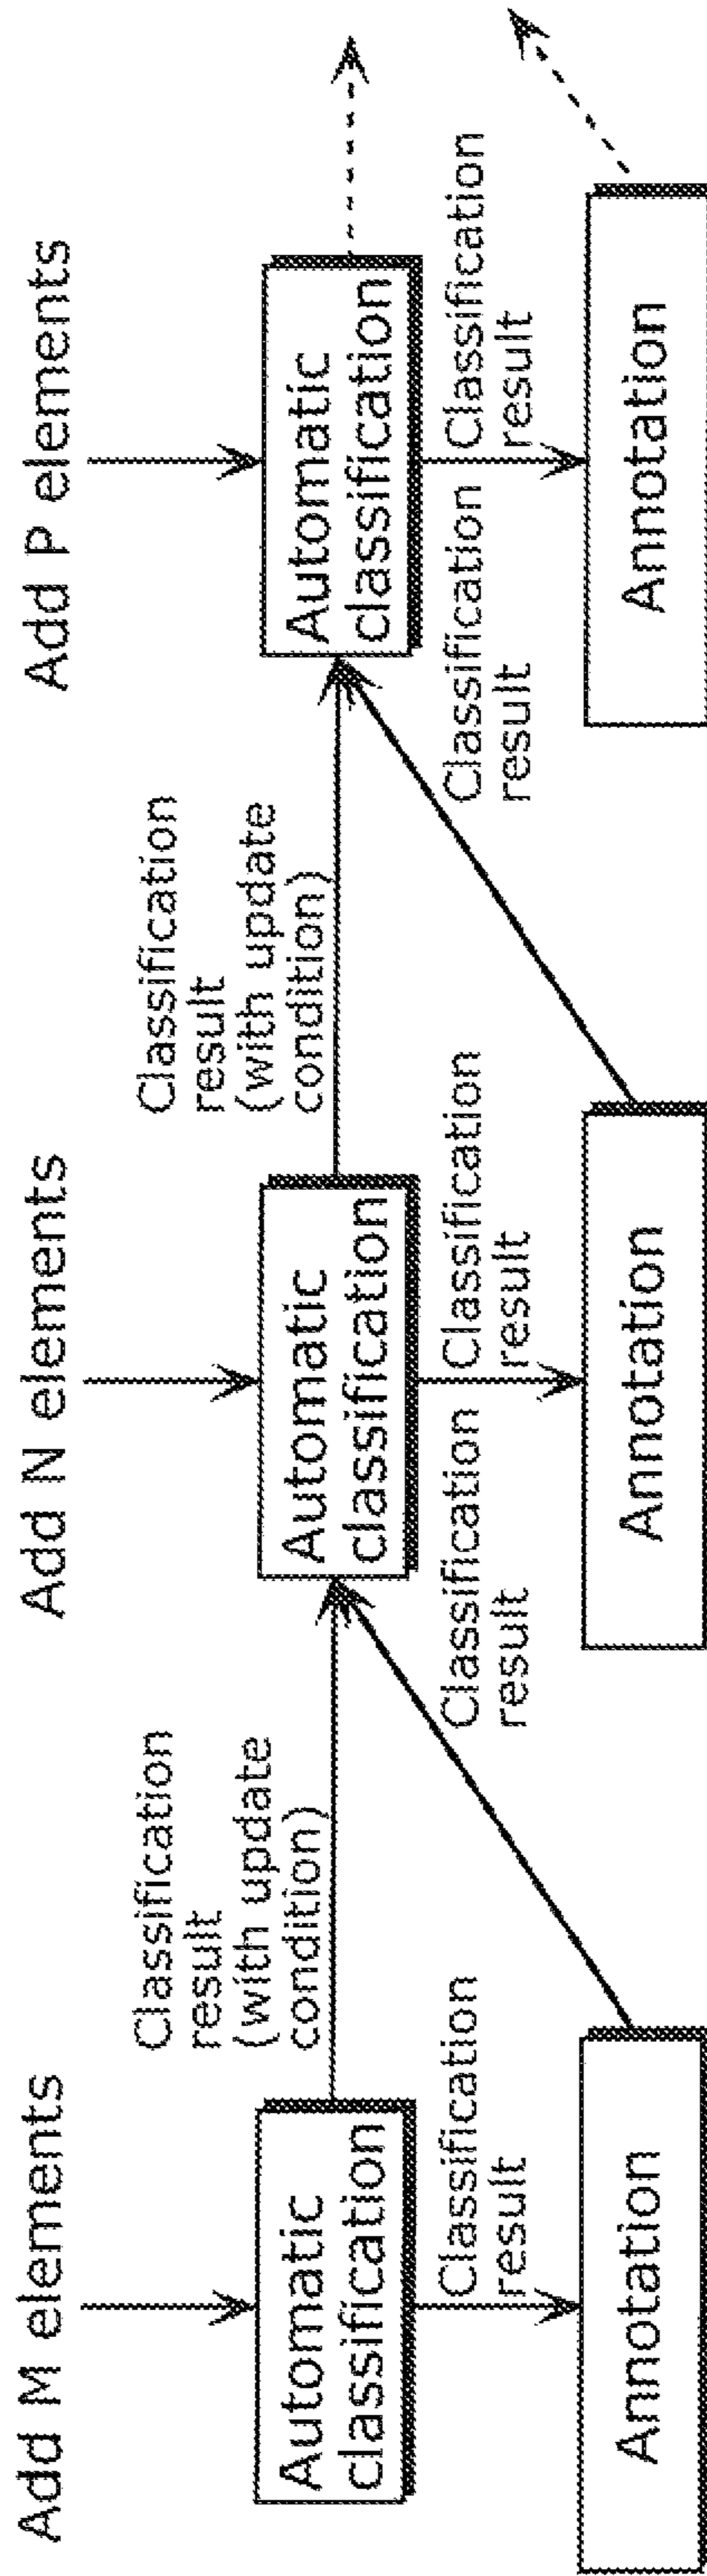 Add M elements
Add N elements
Add P elements
Classification
result
(with update
condition)
Classification
result
(with update
condition)
Automatic
classification
Automatic
classification
Automatic
classification
Classification
result
Classification
result
Classification
result
Classification
result
Classification
result
Annotation
Annotation
Annotation